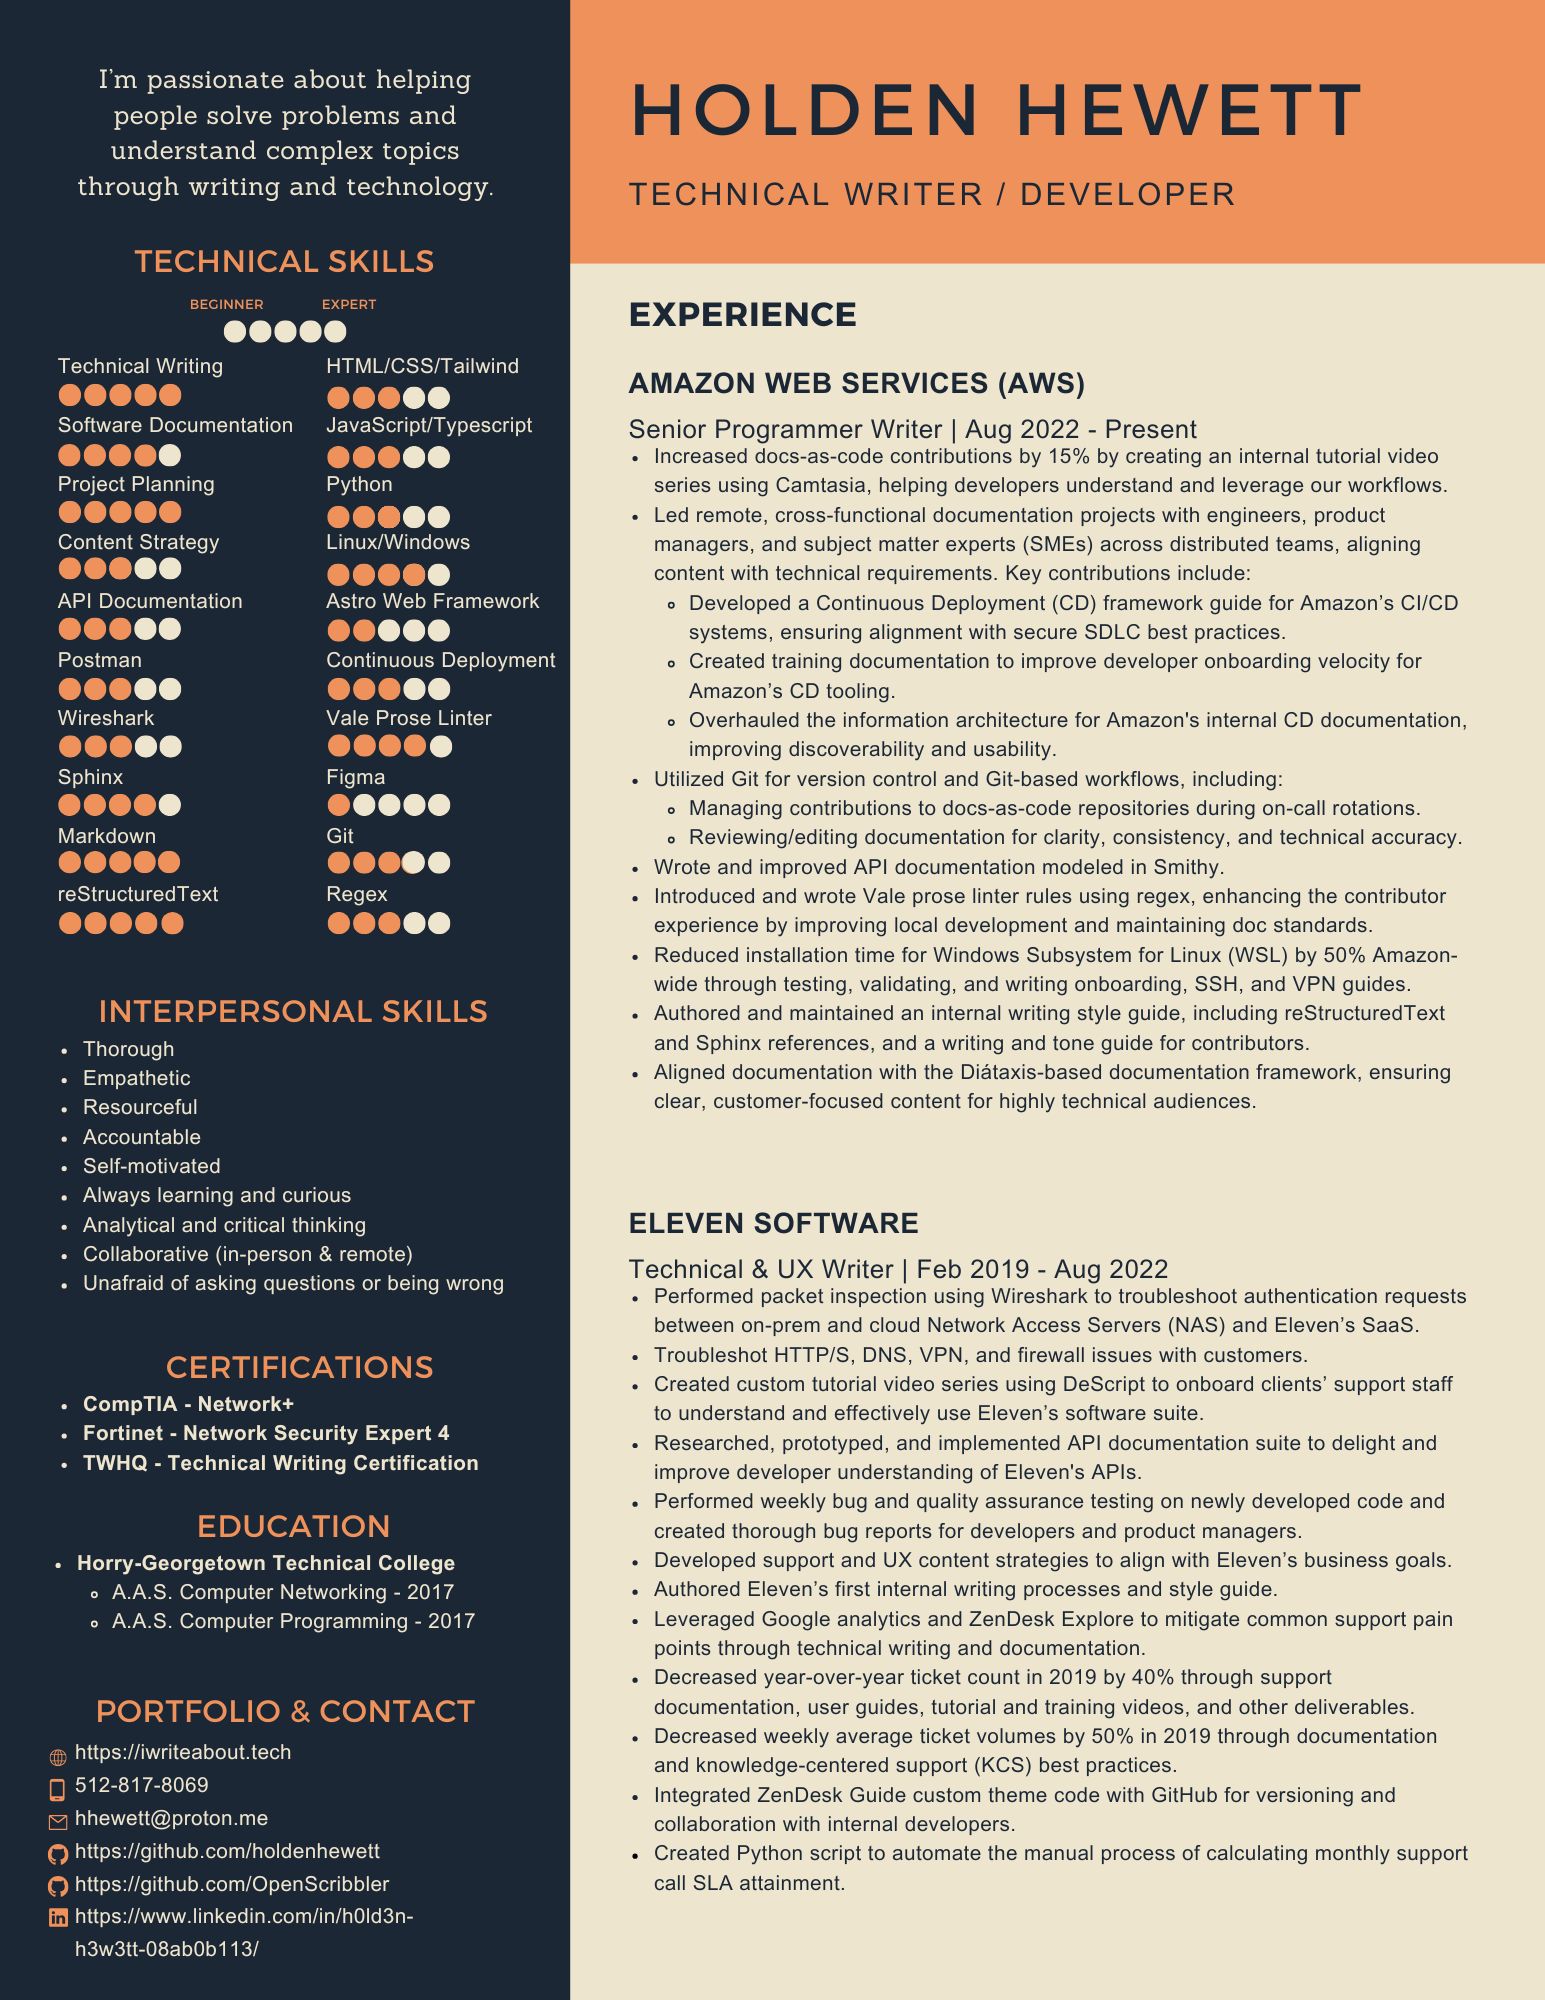 I'm passionate about helping
people solve problems and
understand complex topics
through writing and technology.
TECHNICAL SKILLS
BEGINNER EXPERT
Technical Writing
Software Documentation
Project Planning
Content Strategy
API Documentation
Postman
Wireshark
Sphinx
Markdown
reStructuredText
HTML/CSS/Tailwind
JavaScript/Typescript
Python
Linux/Windows
Astro Web Framework
Continuous Deployment
Vale Prose Linter
Figma
Git
Regex
INTERPERSONAL SKILLS
• Thorough
• Empathetic
• Resourceful
• Accountable
• Self-motivated
• Always learning and curious
• Analytical and critical thinking
• Collaborative (in-person & remote)
• Unafraid of asking questions or being wrong
CERTIFICATIONS
• CompTIA - Network+
• Fortinet - Network Security Expert 4
• TWHQ - Technical Writing Certification
EDUCATION
• Horry-Georgetown Technical College
◦ A.A.S. Computer Networking - 2017
◦ A.A.S. Computer Programming - 2017
PORTFOLIO & CONTACT
https://iwriteabout.tech
512-817-8069
hhewett@proton.me
https://github.com/holdenhewett
https://github.com/OpenScribbler
https://www.linkedin.com/in/h0ld3n-
h3w3tt-08ab0b113/
HOLDEN HEWETT
TECHNICAL WRITER / DEVELOPER
EXPERIENCE
AMAZON WEB SERVICES (AWS)
Senior Programmer Writer | Aug 2022 - Present
• Increased docs-as-code contributions by 15% by creating an internal tutorial video
series using Camtasia, helping developers understand and leverage our workflows.
• Led remote, cross-functional documentation projects with engineers, product
managers, and subject matter experts (SMEs) across distributed teams, aligning
content with technical requirements. Key contributions include:
◦ Developed a Continuous Deployment (CD) framework guide for Amazon's CI/CD
systems, ensuring alignment with secure SDLC best practices.
◦ Created training documentation to improve developer onboarding velocity for
Amazon's CD tooling.
◦ Overhauled the information architecture for Amazon's internal CD documentation,
improving discoverability and usability.
• Utilized Git for version control and Git-based workflows, including:
◦ Managing contributions to docs-as-code repositories during on-call rotations.
◦ Reviewing/editing documentation for clarity, consistency, and technical accuracy.
• Wrote and improved API documentation modeled in Smithy.
• Introduced and wrote Vale prose linter rules using regex, enhancing the contributor
experience by improving local development and maintaining doc standards.
• Reduced installation time for Windows Subsystem for Linux (WSL) by 50% Amazon-
wide through testing, validating, and writing onboarding, SSH, and VPN guides.
• Authored and maintained an internal writing style guide, including reStructuredText
and Sphinx references, and a writing and tone guide for contributors.
• Aligned documentation with the Diátaxis-based documentation framework, ensuring
clear, customer-focused content for highly technical audiences.
ELEVEN SOFTWARE
Technical & UX Writer | Feb 2019 - Aug 2022
• Performed packet inspection using Wireshark to troubleshoot authentication requests
between on-prem and cloud Network Access Servers (NAS) and Eleven's SaaS.
• Troubleshot HTTP/S, DNS, VPN, and firewall issues with customers.
• Created custom tutorial video series using DeScript to onboard clients' support staff
to understand and effectively use Eleven's software suite.
• Researched, prototyped, and implemented API documentation suite to delight and
improve developer understanding of Eleven's APIs.
• Performed weekly bug and quality assurance testing on newly developed code and
created thorough bug reports for developers and product managers.
• Developed support and UX content strategies to align with Eleven's business goals.
• Authored Eleven's first internal writing processes and style guide.
• Leveraged Google analytics and ZenDesk Explore to mitigate common support pain
points through technical writing and documentation.
• Decreased year-over-year ticket count in 2019 by 40% through support
documentation, user guides, tutorial and training videos, and other deliverables.
• Decreased weekly average ticket volumes by 50% in 2019 through documentation
and knowledge-centered support (KCS) best practices.
• Integrated ZenDesk Guide custom theme code with GitHub for versioning and
collaboration with internal developers.
• Created Python script to automate the manual process of calculating monthly support
call SLA attainment.